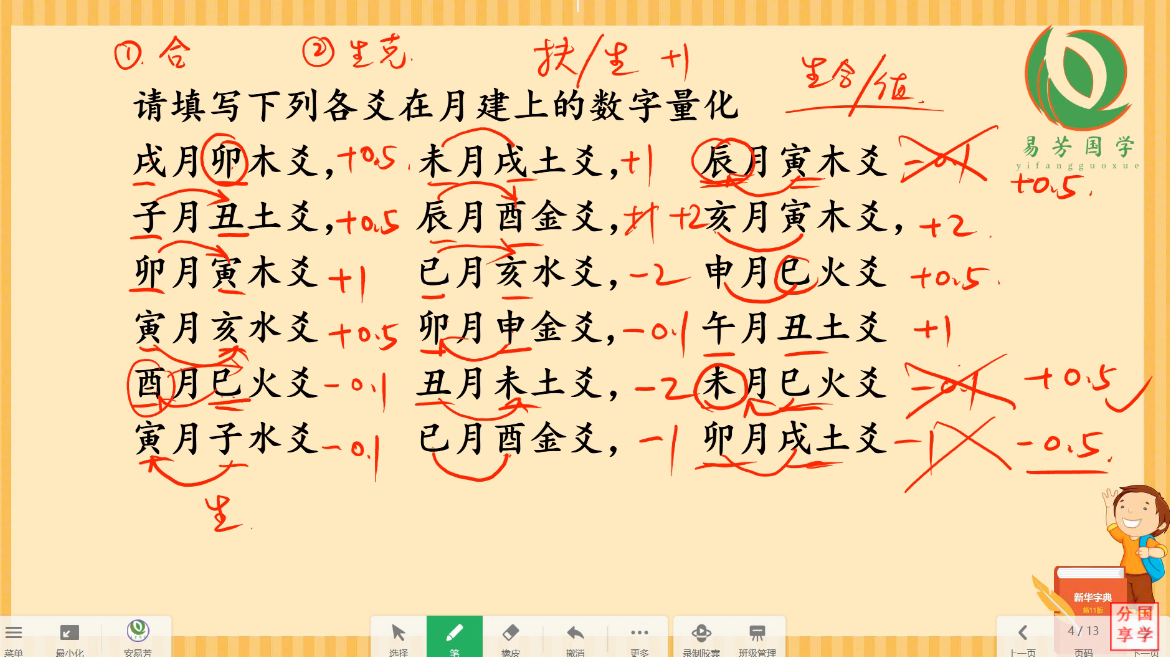 ① 合 ② 生克 扶/生 +1 生合/值
请填写下列各爻在月建上的数字量化
易芳国学
yifangguoxue
戌月卯木爻，+0.5 未月戌土爻，+1 辰月寅木爻 -0.1 +0.5
子月丑土爻，+0.5 辰月酉金爻，+1 +2 亥月寅木爻，+2
卯月寅木爻 +1 巳月亥水爻，-2 申月巳火爻 +0.5
寅月亥水爻 +0.5 卯月申金爻，-0.1 午月丑土爻 +1
酉月巳火爻 -0.1 丑月未土爻，-2 未月巳火爻 -0.1 +0.5
寅月子水爻 -0.1 巳月酉金爻，-1 卯月戌土爻 -1 -0.5
生
新华字典
第11版
分国
享学
4 / 13
菜单 最小化 安易芳 选择 笔 橡皮 撤消 更多 录制胶囊 班级管理 上一页 页码 下一页